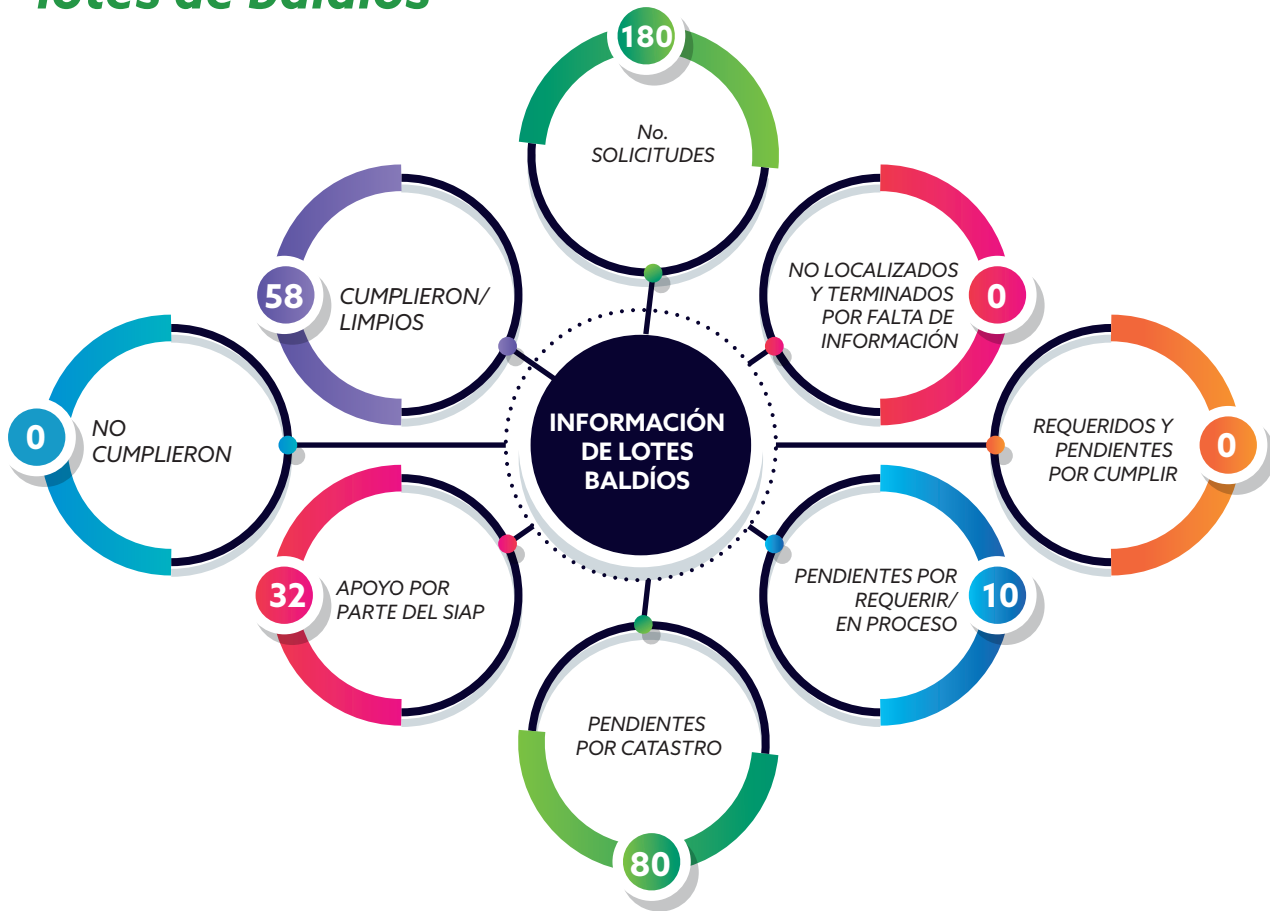 lotes de Baldíos
180
No.
SOLICITUDES
58
CUMPLIERON/
LIMPIOS
NO LOCALIZADOS
Y TERMINADOS
POR FALTA DE
INFORMACIÓN
0
0
NO
CUMPLIERON
INFORMACIÓN
DE LOTES
BALDÍOS
REQUERIDOS Y
PENDIENTES
POR CUMPLIR
0
32
APOYO POR
PARTE DEL SIAP
PENDIENTES POR
REQUERIR/
EN PROCESO
10
PENDIENTES
POR CATASTRO
80